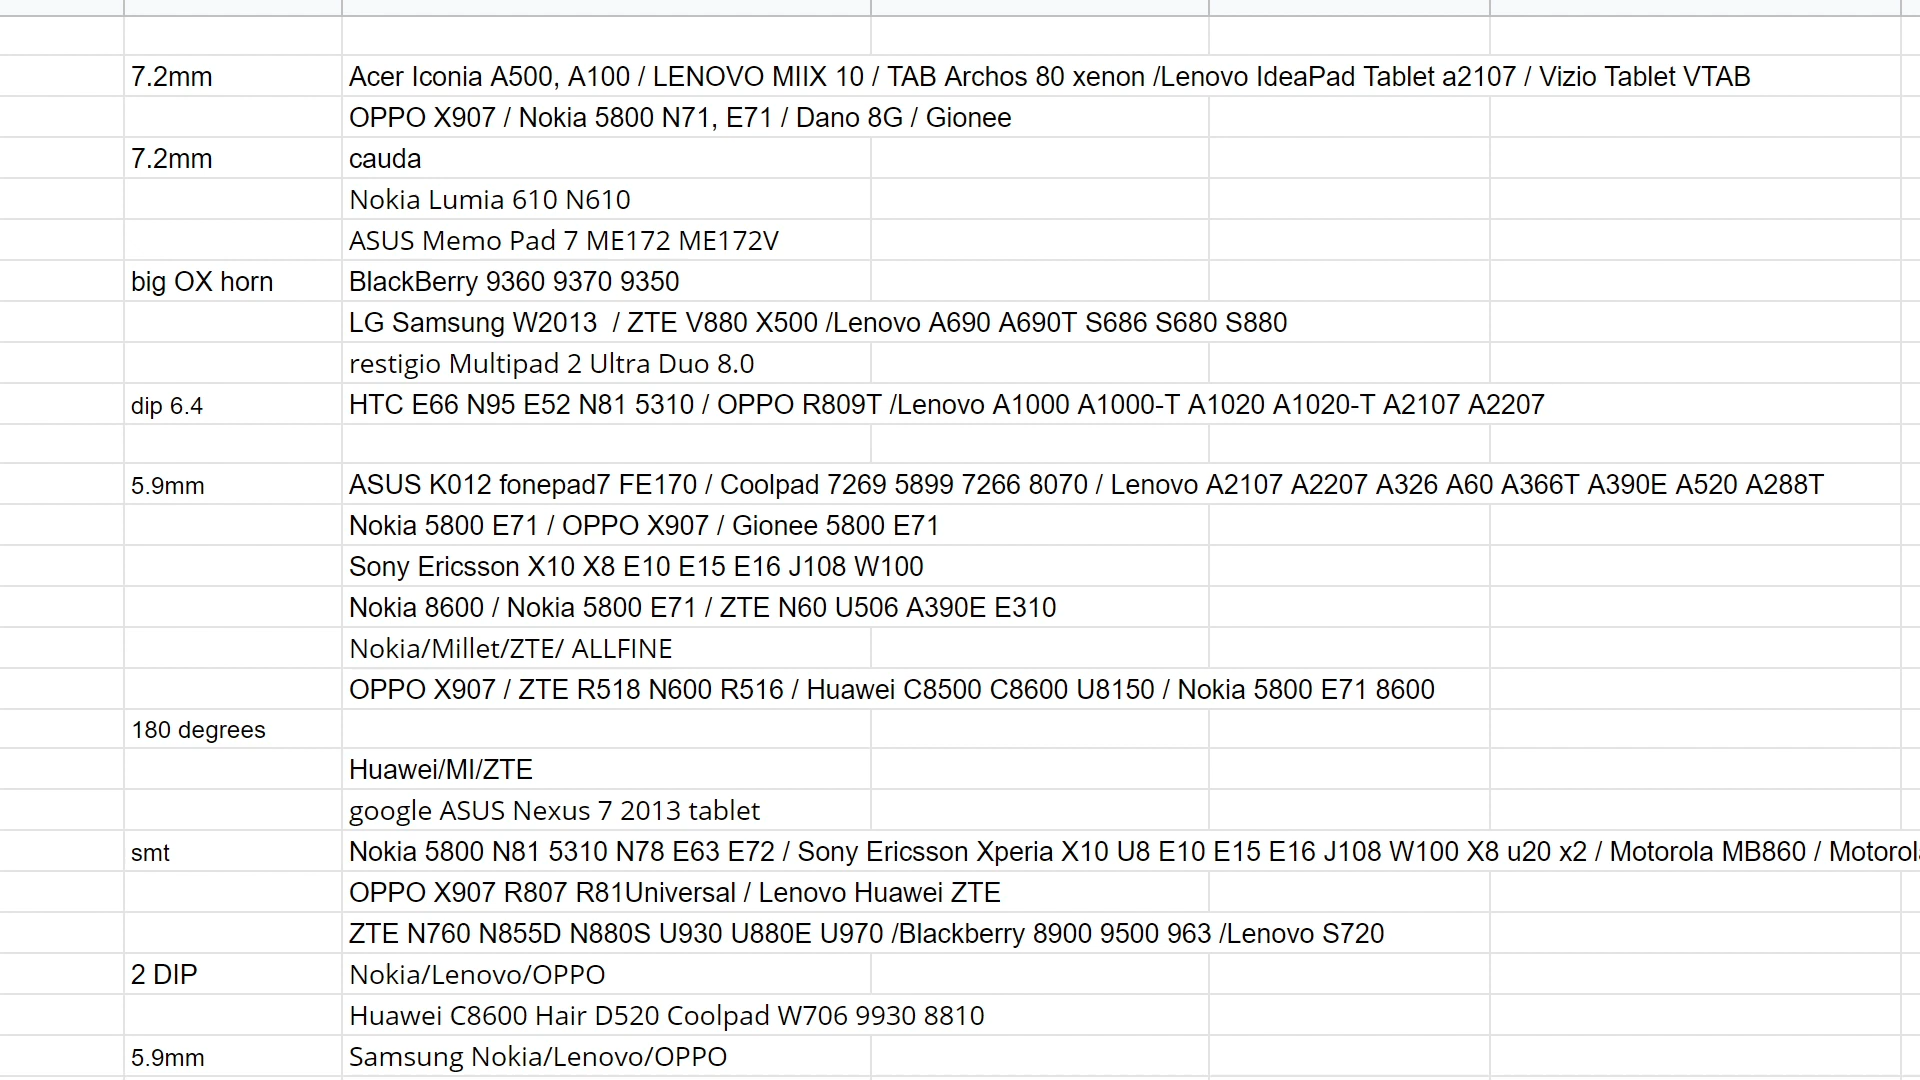 7.2mm Acer Iconia A500, A100 / LENOVO MIIX 10 / TAB Archos 80 xenon /Lenovo IdeaPad Tablet a2107 / Vizio Tablet VTAB
OPPO X907 / Nokia 5800 N71, E71 / Dano 8G / Gionee
7.2mm cauda
Nokia Lumia 610 N610
ASUS Memo Pad 7 ME172 ME172V
big OX horn BlackBerry 9360 9370 9350
LG Samsung W2013  / ZTE V880 X500 /Lenovo A690 A690T S686 S680 S880
restigio Multipad 2 Ultra Duo 8.0
dip 6.4 HTC E66 N95 E52 N81 5310 / OPPO R809T /Lenovo A1000 A1000-T A1020 A1020-T A2107 A2207
5.9mm ASUS K012 fonepad7 FE170 / Coolpad 7269 5899 7266 8070 / Lenovo A2107 A2207 A326 A60 A366T A390E A520 A288T
Nokia 5800 E71 / OPPO X907 / Gionee 5800 E71
Sony Ericsson X10 X8 E10 E15 E16 J108 W100
Nokia 8600 / Nokia 5800 E71 / ZTE N60 U506 A390E E310
Nokia/Millet/ZTE/ ALLFINE
OPPO X907 / ZTE R518 N600 R516 / Huawei C8500 C8600 U8150 / Nokia 5800 E71 8600
180 degrees
Huawei/MI/ZTE
google ASUS Nexus 7 2013 tablet
smt Nokia 5800 N81 5310 N78 E63 E72 / Sony Ericsson Xperia X10 U8 E10 E15 E16 J108 W100 X8 u20 x2 / Motorola MB860 /
OPPO X907 R807 R81Universal / Lenovo Huawei ZTE
ZTE N760 N855D N880S U930 U880E U970 /Blackberry 8900 9500 963 /Lenovo S720
2 DIP Nokia/Lenovo/OPPO
Huawei C8600 Hair D520 Coolpad W706 9930 8810
5.9mm Samsung Nokia/Lenovo/OPPO